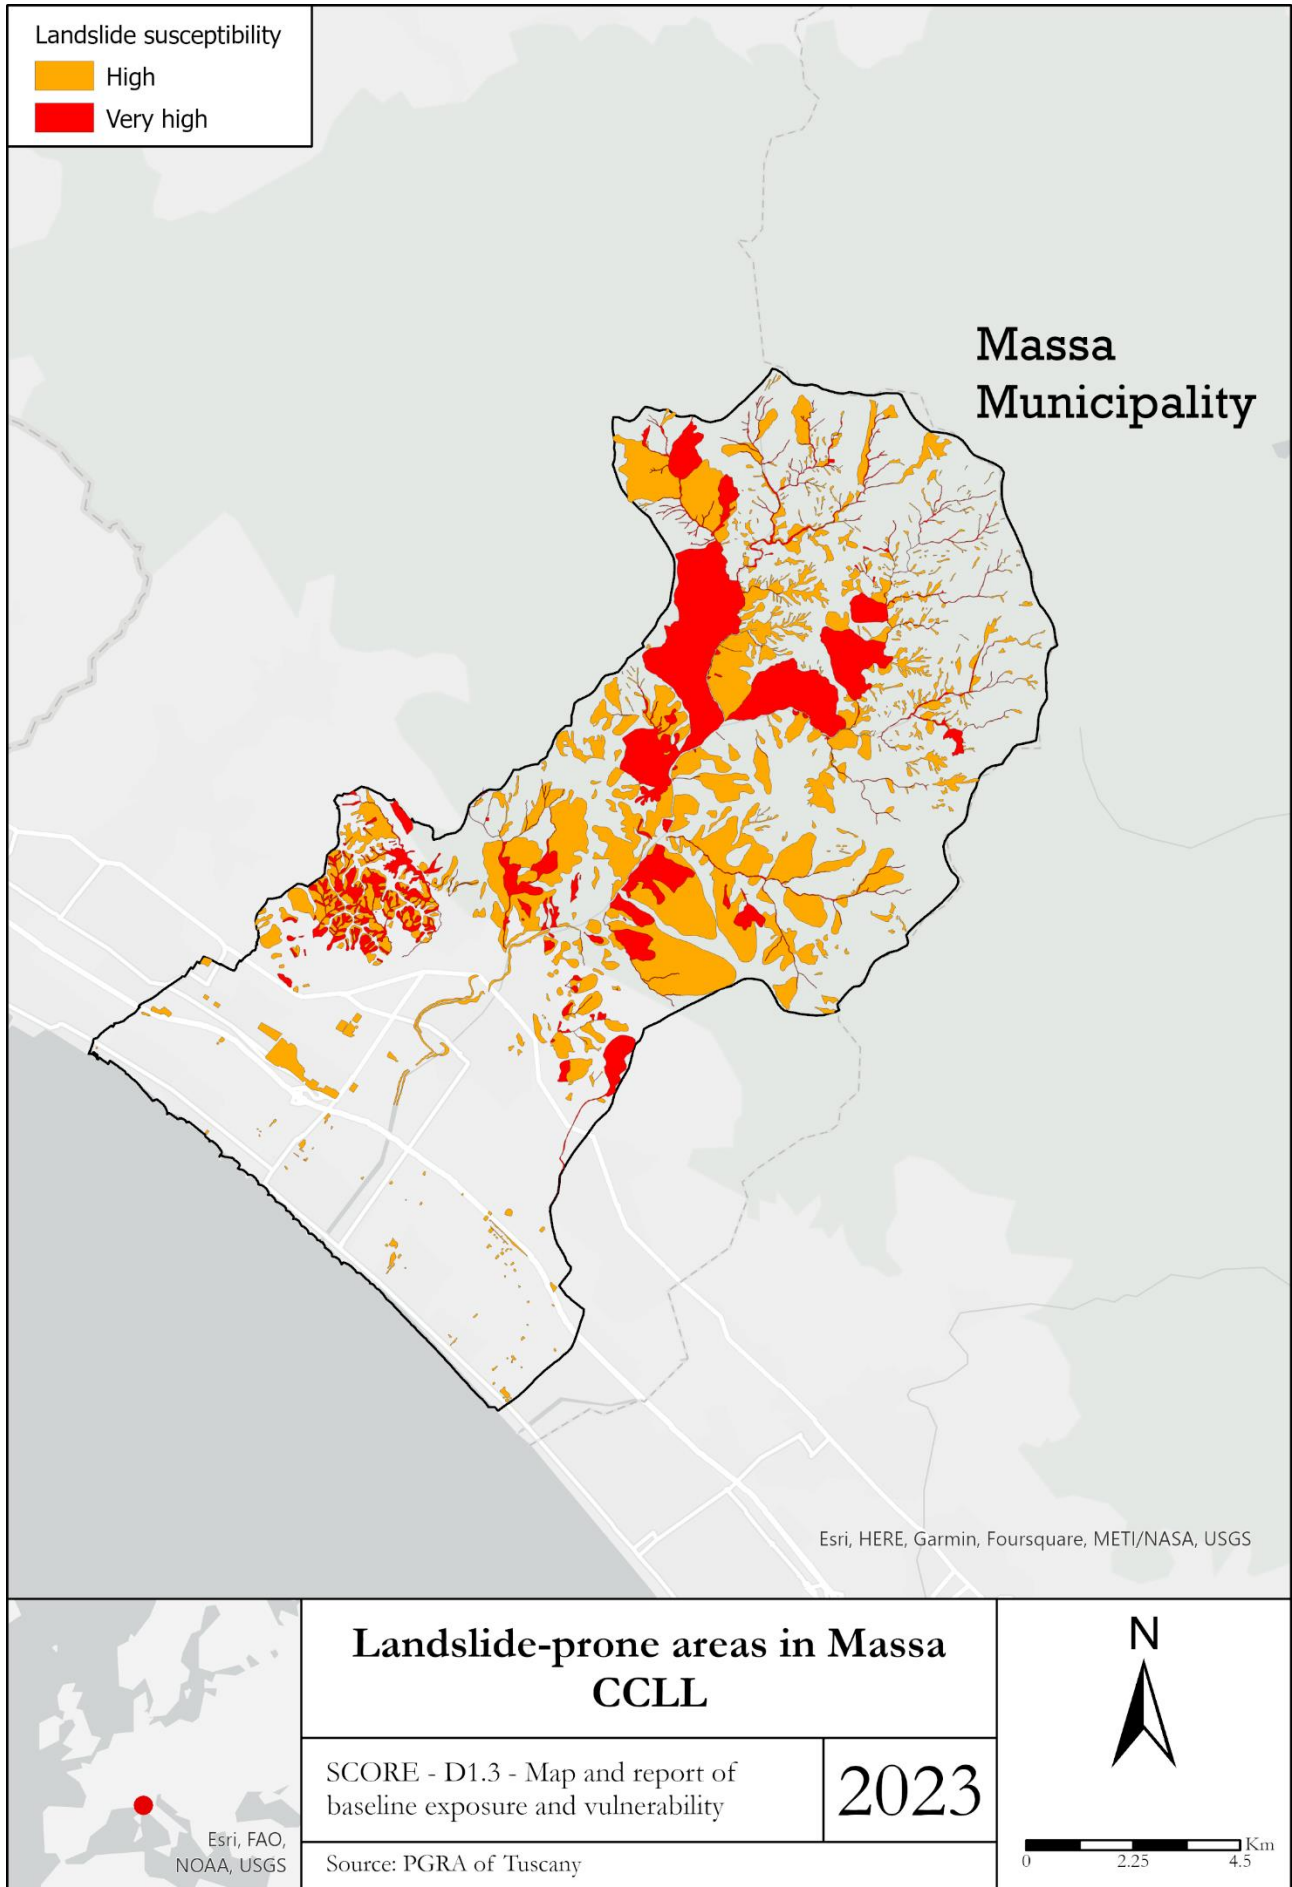 Landslide susceptibility
High
Very high
Massa
Municipality
Esri, HERE, Garmin, Foursquare, METI/NASA, USGS
Esri, FAO,
NOAA, USGS
Landslide-prone areas in Massa
CCLL
SCORE - D1.3 - Map and report of
baseline exposure and vulnerability
2023
Source: PGRA of Tuscany
N
Km
0 2.25 4.5